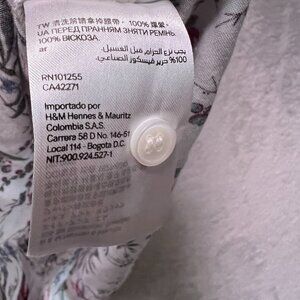 TW 清洗前請拿掉腰帶。100% 嫘縈。
UA ПЕРЕД ПРАННЯМ ЗНЯТИ РЕМІНЬ.
100% ВІСКОЗА.
يجب نزع الحزام قبل الغسيل.
100% حرير فيسكوز الصناعي.
ar
RN101255
CA42271
Importado por
H&M Hennes & Mauritz
Colombia S.A.S.
Carrera 58 D No. 146-51
Local 114 - Bogota D.C.
NIT:900.924.527-1